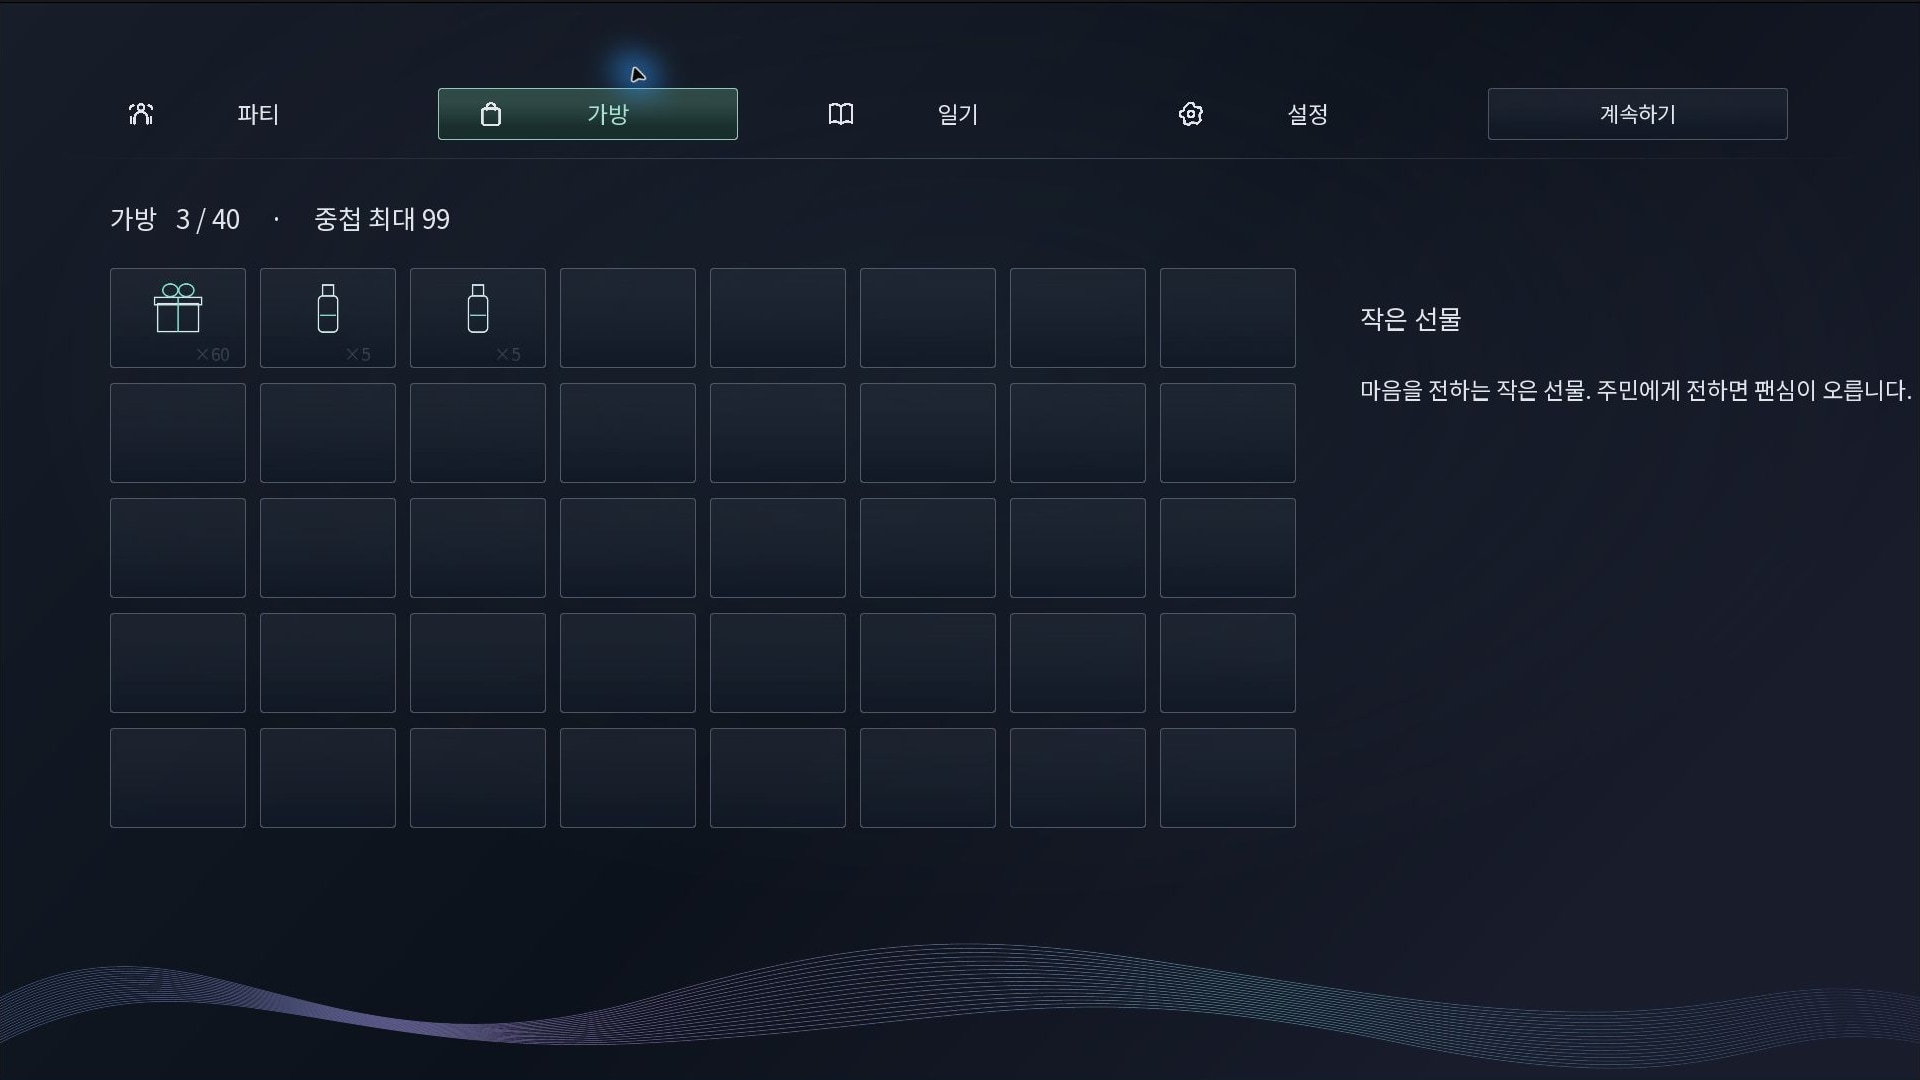 파티
가방
일기
설정
계속하기
가방 3 / 40 · 중첩 최대 99
×60
×5
×5
작은 선물
마음을 전하는 작은 선물. 주민에게 전하면 팬심이 오릅니다.